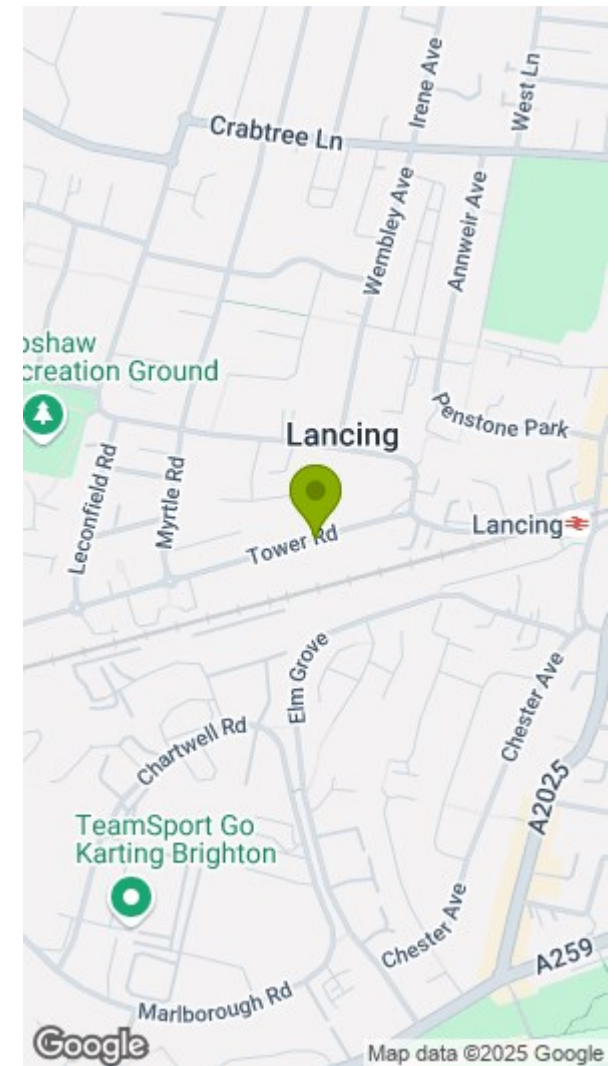 Irene Ave
West Ln
Crabtree Ln
Wembley Ave
Annweir Ave
creation Ground
Penstone Park
Lancing
Leconfield Rd
Myrtle Rd
Lancing
Tower Rd
Elm Grove
Chester Ave
Chartwell Rd
A2025
TeamSport Go
Karting Brighton
Chester Ave
A259
Marlborough Rd
Google
Map data ©2025 Google